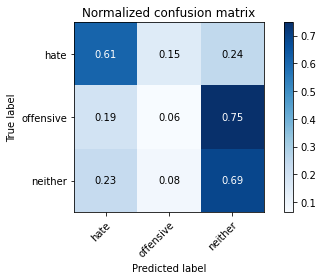 Normalized confusion matrix
True label
hate
offensive
neither
0.61 0.15 0.24
0.19 0.06 0.75
0.23 0.08 0.69
hate
offensive
neither
Predicted label
0.7
0.6
0.5
0.4
0.3
0.2
0.1